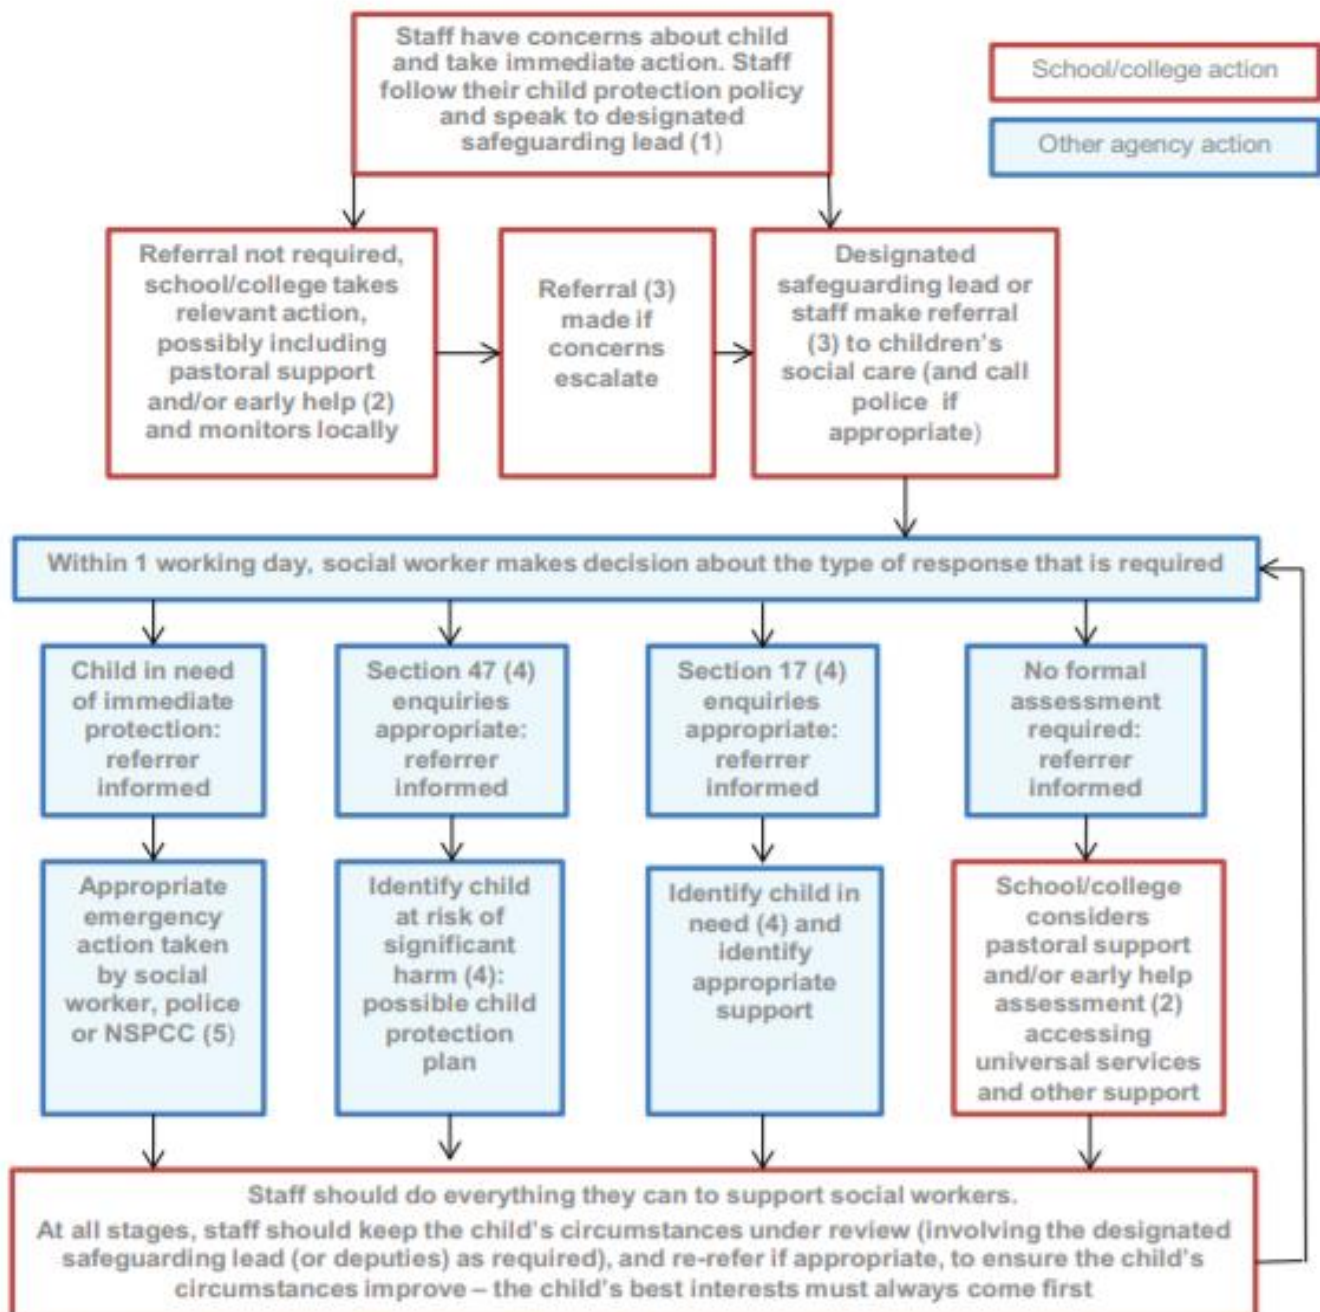 Staff have concerns about child
and take immediate action. Staff
follow their child protection policy
and speak to designated
safeguarding lead (1)
School/college action
Other agency action
Referral not required,
school/college takes
relevant action,
possibly including
pastoral support
and/or early help (2)
and monitors locally
Referral (3)
made if
concerns
escalate
Designated
safeguarding lead or
staff make referral
(3) to children's
social care (and call
police if
appropriate)
Within 1 working day, social worker makes decision about the type of response that is required
Child in need
of immediate
protection:
referrer
informed
Section 47 (4)
enquiries
appropriate:
referrer
informed
Section 17 (4)
enquiries
appropriate:
referrer
informed
No formal
assessment
required:
referrer
informed
Appropriate
emergency
action taken
by social
worker, police
or NSPCC (5)
Identify child
at risk of
significant
harm (4):
possible child
protection
plan
Identify child in
need (4) and
identify
appropriate
support
School/college
considers
pastoral support
and/or early help
assessment (2)
accessing
universal services
and other support
Staff should do everything they can to support social workers.
At all stages, staff should keep the child's circumstances under review (involving the designated
safeguarding lead (or deputies) as required), and re-refer if appropriate, to ensure the child's
circumstances improve – the child's best interests must always come first